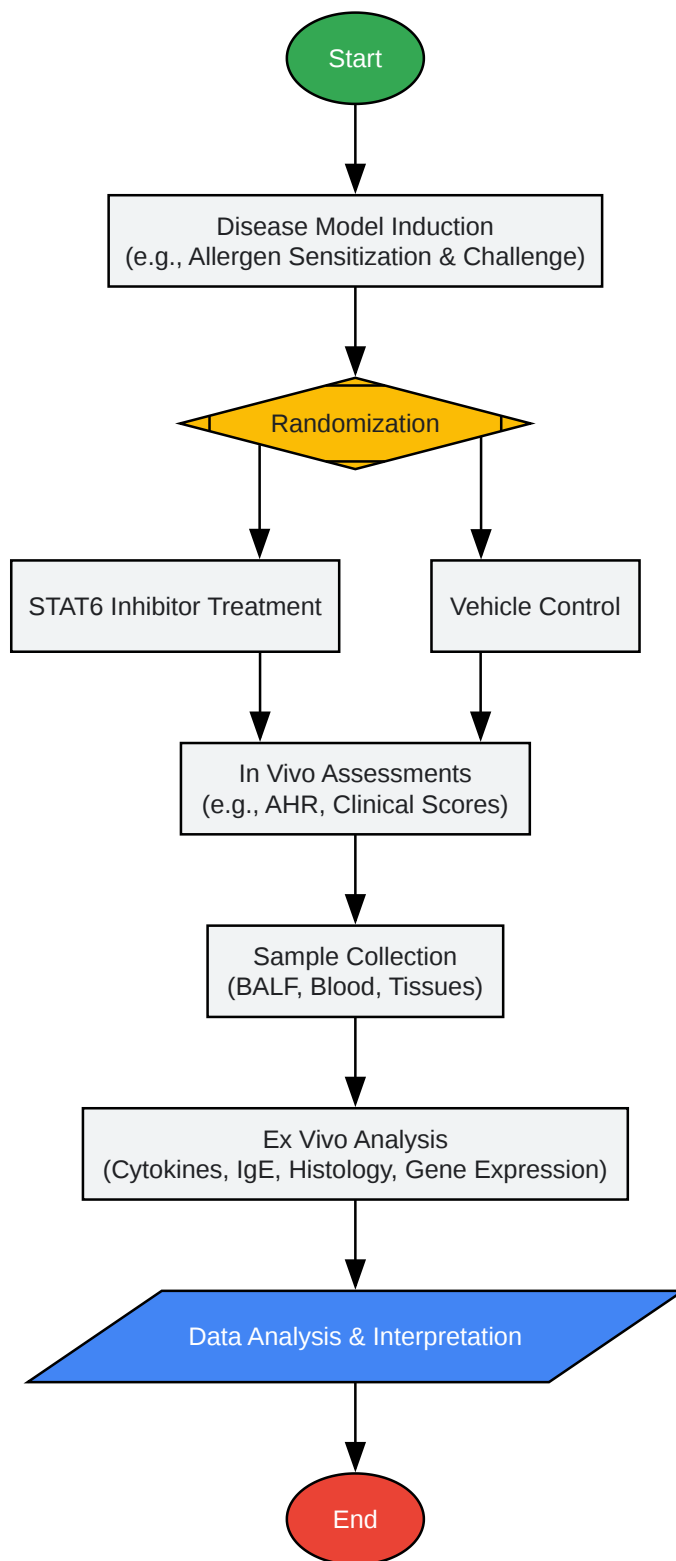 Start
Disease Model Induction
(e.g., Allergen Sensitization & Challenge)
Randomization
STAT6 Inhibitor Treatment
Vehicle Control
In Vivo Assessments
(e.g., AHR, Clinical Scores)
Sample Collection
(BALF, Blood, Tissues)
Ex Vivo Analysis
(Cytokines, IgE, Histology, Gene Expression)
Data Analysis & Interpretation
End